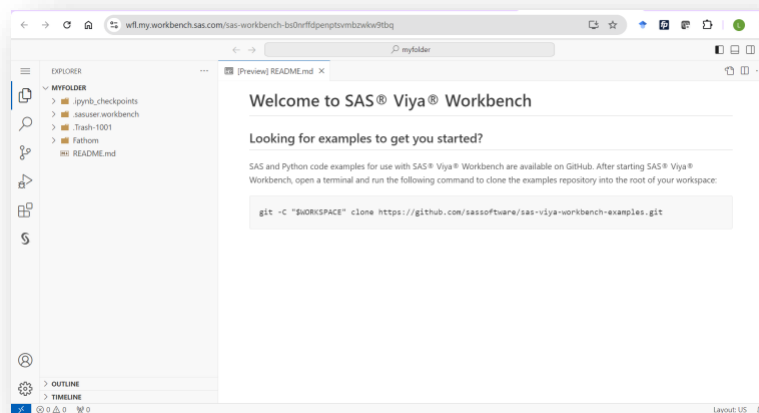 wfl.my.workbench.sas.com/sas-workbench-bs0nrffdpenptsvmbzwkw9tbq
myfolder
EXPLORER
[Preview] README.md
MYFOLDER
.ipynb_checkpoints
.sasuser.workbench
.Trash-1001
Fathom
README.md
OUTLINE
TIMELINE
Welcome to SAS® Viya® Workbench
Looking for examples to get you started?
SAS and Python code examples for use with SAS® Viya® Workbench are available on GitHub. After starting SAS® Viya®
Workbench, open a terminal and run the following command to clone the examples repository into the root of your workspace:
git -C "$WORKSPACE" clone https://github.com/sassoftware/sas-viya-workbench-examples.git
0 0 0
Layout: US